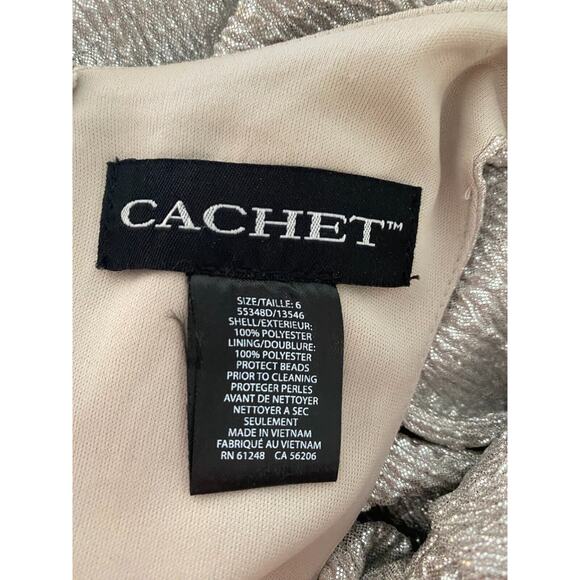 CACHET™
SIZE/TAILLE: 6
55348D/13546
SHELL/EXTERIEUR:
100% POLYESTER
LINING/DOUBLURE:
100% POLYESTER
PROTECT BEADS
PRIOR TO CLEANING
PROTEGER PERLES
AVANT DE NETTOYER
NETTOYER A SEC
SEULEMENT
MADE IN VIETNAM
FABRIQUÉ AU VIETNAM
RN 61248 CA 56206